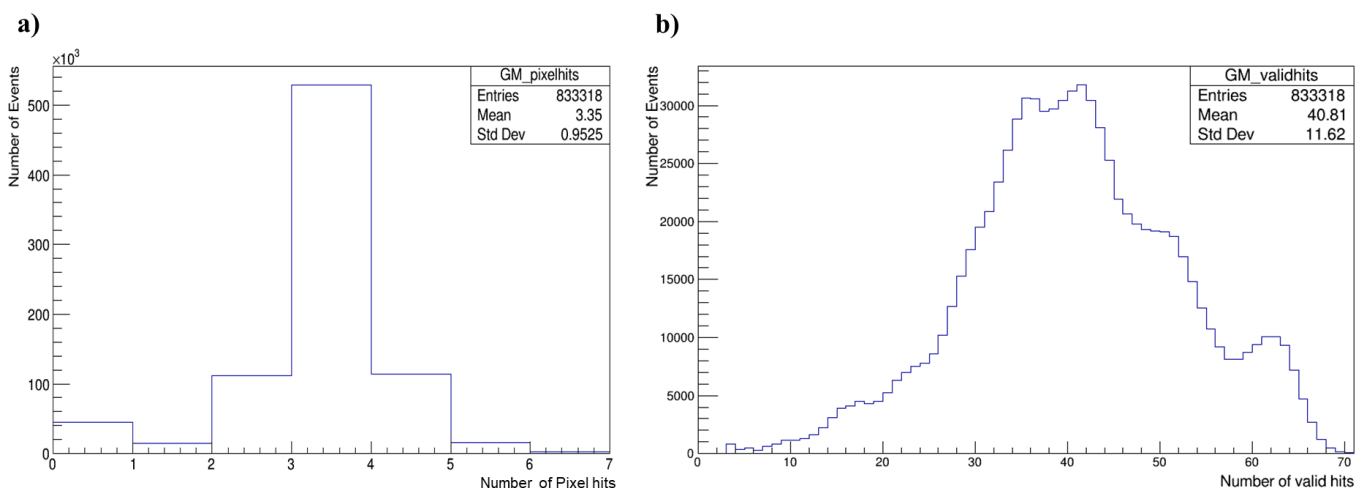 a)
×10³
Number of Events
500
400
300
200
100
0
0 1 2 3 4 5 6 7
Number of Pixel hits
GM_pixelhits
Entries 833318
Mean 3.35
Std Dev 0.9525
b)
Number of Events
30000
25000
20000
15000
10000
5000
0
0 10 20 30 40 50 60 70
Number of valid hits
GM_validhits
Entries 833318
Mean 40.81
Std Dev 11.62